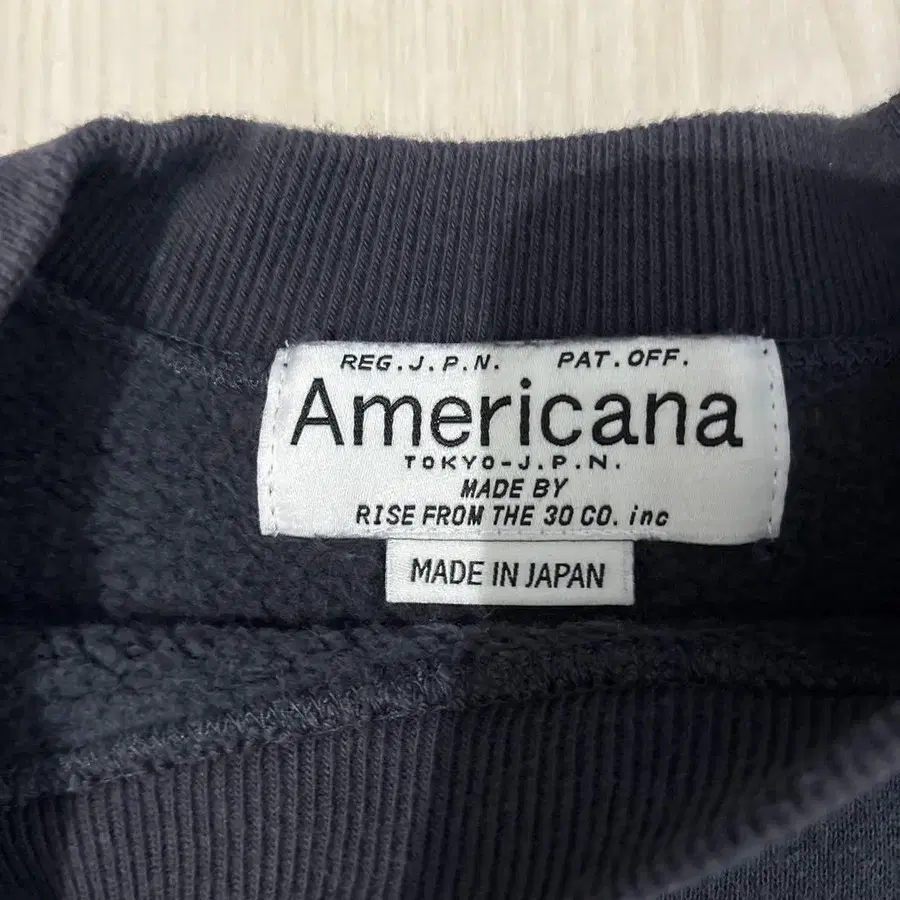 REG.J.P.N. PAT.OFF.
Americana
TOKYO-J.P.N.
MADE BY
RISE FROM THE 30 CO. inc
MADE IN JAPAN